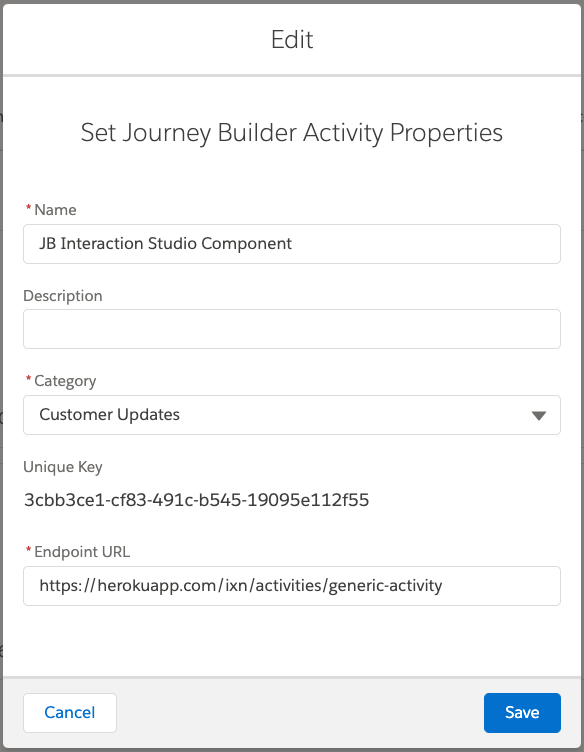 Edit
Set Journey Builder Activity Properties
* Name
JB Interaction Studio Component
Description
* Category
Customer Updates
Unique Key
3cbb3ce1-cf83-491c-b545-19095e112f55
* Endpoint URL
https://herokuapp.com/ixn/activities/generic-activity
Cancel
Save